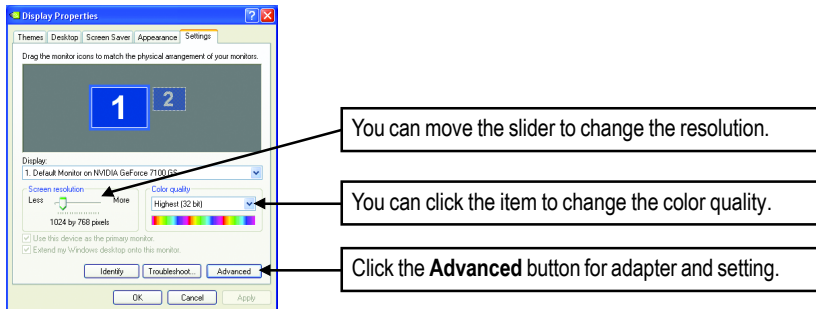 Display Properties
Themes Desktop Screen Saver Appearance Settings
Drag the monitor icons to match the physical arrangement of your monitors.
1 2
Display:
1. Default Monitor on NVIDIA GeForce 7100 GS
Screen resolution
Less More
1024 by 768 pixels
Color quality
Highest (32 bit)
Use this device as the primary monitor.
Extend my Windows desktop onto this monitor.
Identify Troubleshoot... Advanced
OK Cancel Apply
You can move the slider to change the resolution.
You can click the item to change the color quality.
Click the Advanced button for adapter and setting.